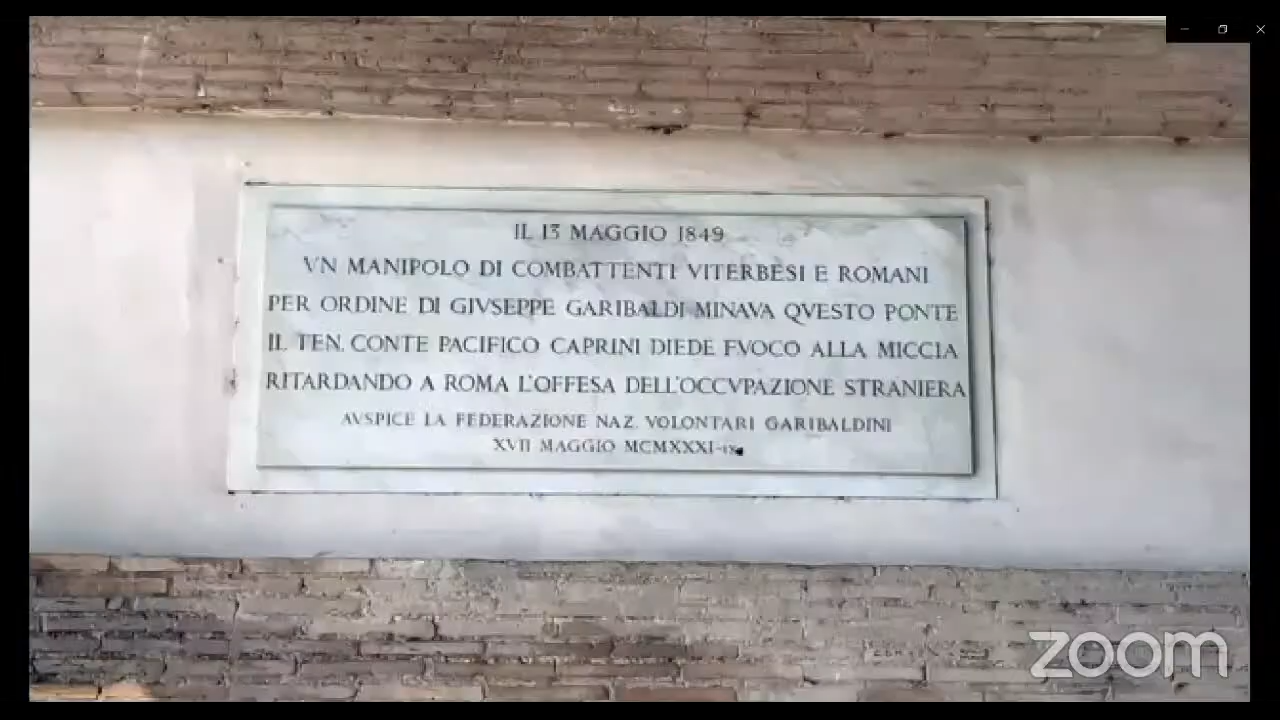 IL 13 MAGGIO 1849
VN MANIPOLO DI COMBATTENTI VITERBESI E ROMANI
PER ORDINE DI GIVSEPPE GARIBALDI MINAVA QVESTO PONTE
IL TEN. CONTE PACIFICO CAPRINI DIEDE FVOCO ALLA MICCIA
RITARDANDO A ROMA L'OFFESA DELL'OCCVPAZIONE STRANIERA
AVSPICE LA FEDERAZIONE NAZ. VOLONTARI GARIBALDINI
XVII MAGGIO MCMXXXI-IX
zoom